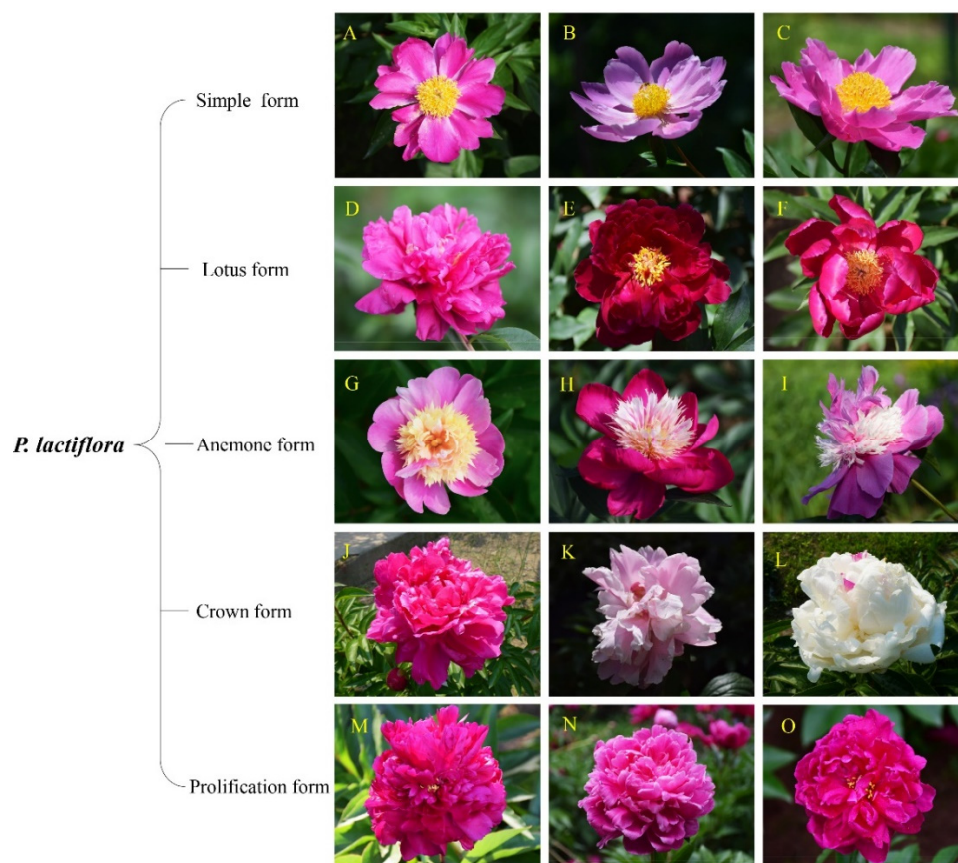 A
B
C
Simple form
D
E
F
Lotus form
G
H
I
P. lactiflora
Anemone form
J
K
L
Crown form
M
N
O
Prolification form